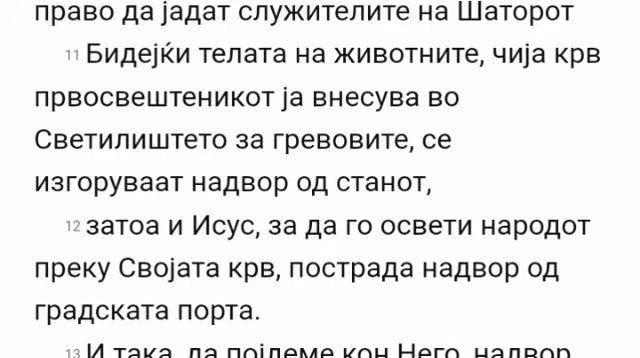 право да јадат служителите на Шаторот
11 Бидејќи телата на животните, чија крв
првосвештеникот ја внесува во
Светилиштето за гревовите, се
изгоруваат надвор од станот,
12 затоа и Исус, за да го освети народот
преку Својата крв, пострада надвор од
градската порта.
13 И така, да појдеме кон Него, надвор